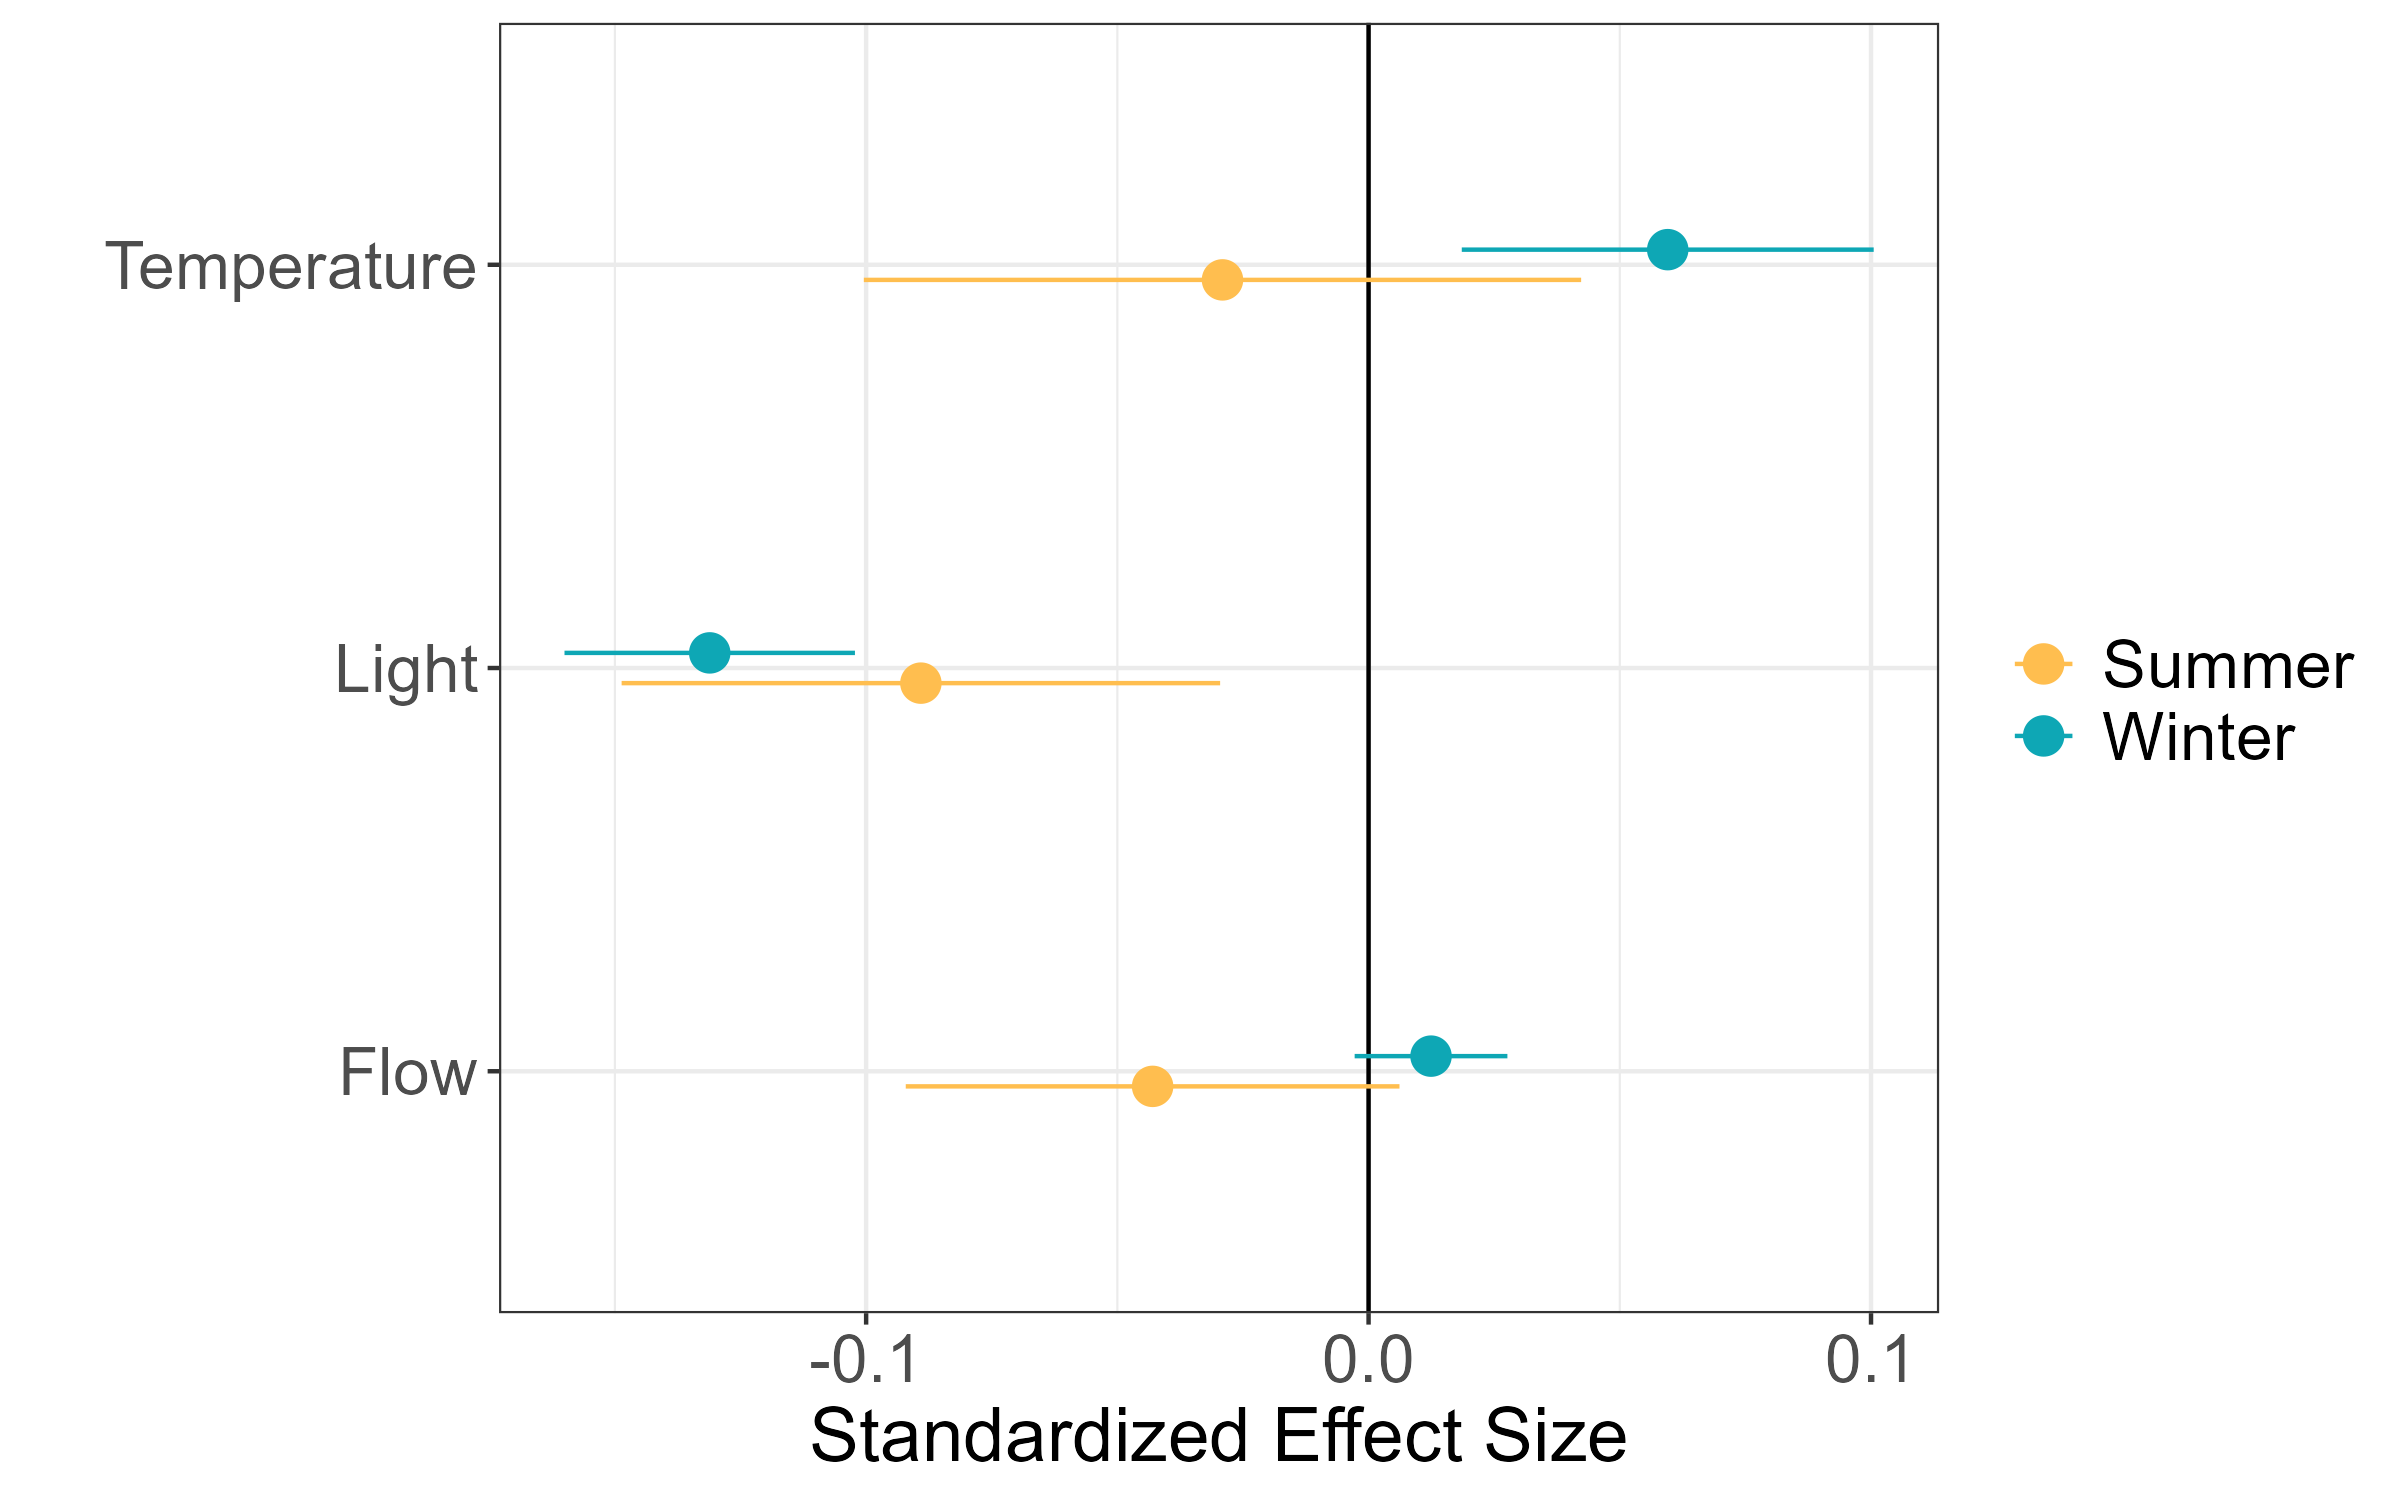 Temperature
Light
Flow
Summer
Winter
-0.1 0.0 0.1
Standardized Effect Size